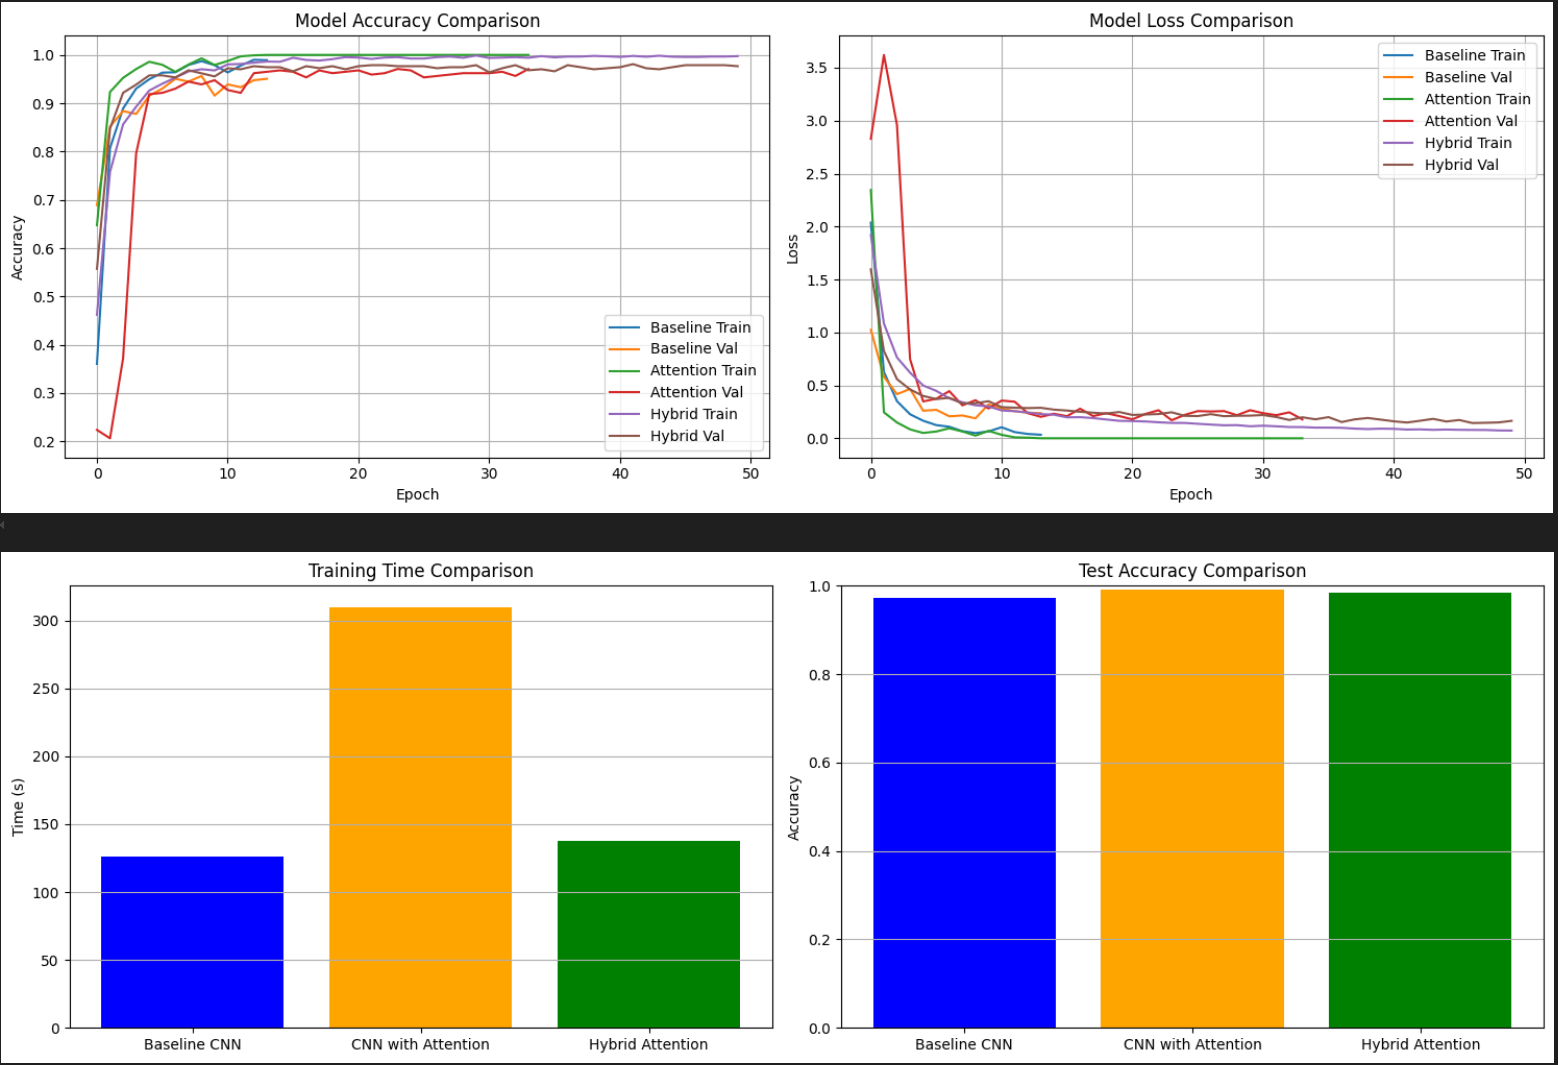 Model Accuracy Comparison
1.0
0.9
0.8
0.7
0.6
0.5
0.4
0.3
0.2
Accuracy
0 10 20 30 40 50
Epoch
Baseline Train
Baseline Val
Attention Train
Attention Val
Hybrid Train
Hybrid Val
Model Loss Comparison
3.5
3.0
2.5
2.0
1.5
1.0
0.5
0.0
Loss
0 10 20 30 40 50
Epoch
Baseline Train
Baseline Val
Attention Train
Attention Val
Hybrid Train
Hybrid Val
Training Time Comparison
300
250
200
150
100
50
0
Time (s)
Baseline CNN CNN with Attention Hybrid Attention
Test Accuracy Comparison
1.0
0.8
0.6
0.4
0.2
0.0
Accuracy
Baseline CNN CNN with Attention Hybrid Attention